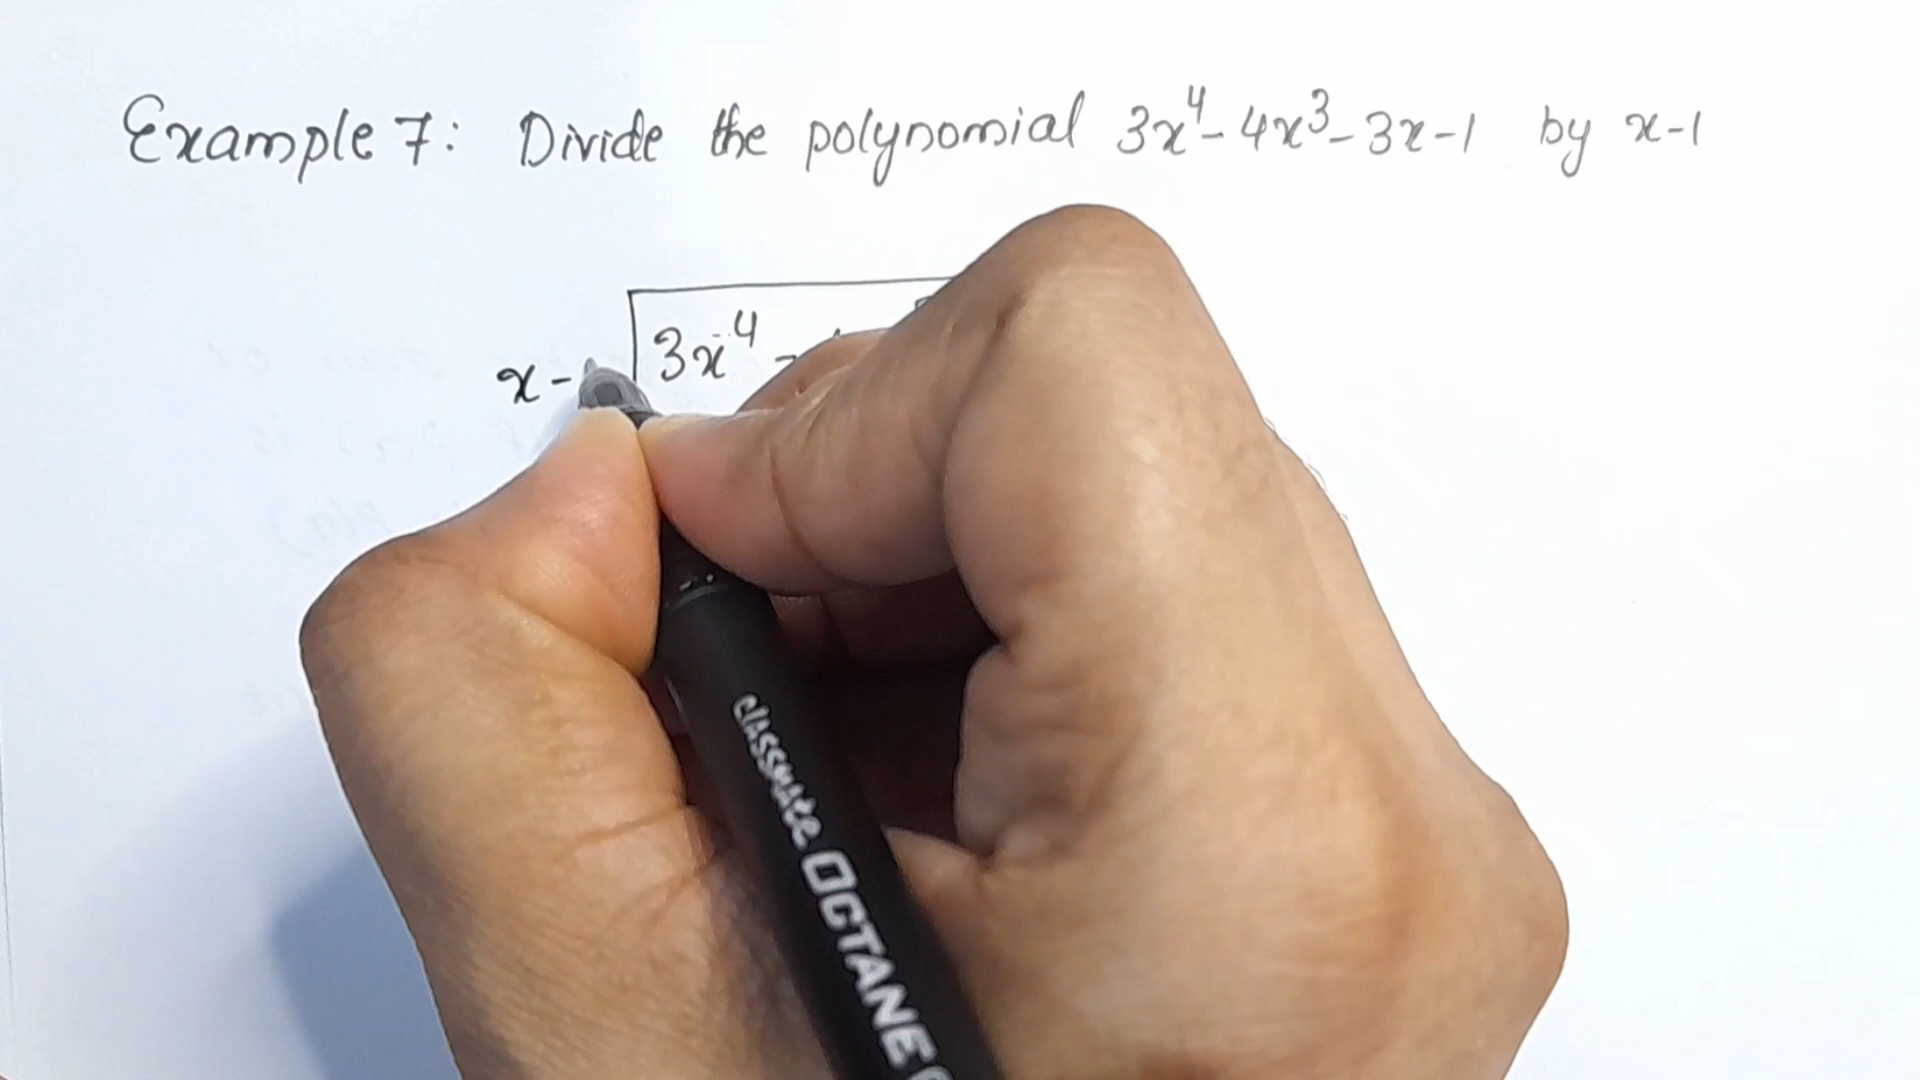 Example 7: Divide the polynomial 3x⁴-4x³-3x-1 by x-1
3x⁴ -
x-
classmate OCTANE